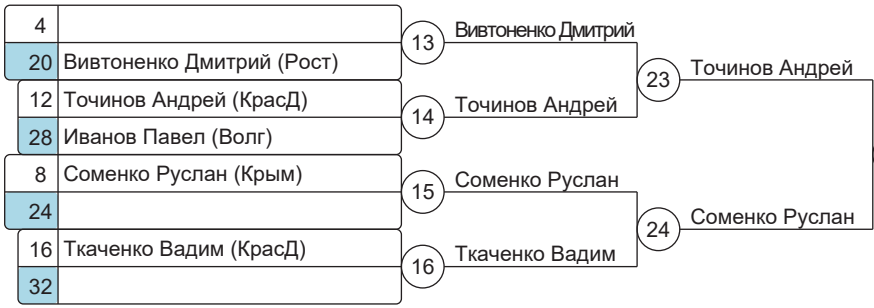 4
20 Вивтоненко Дмитрий (Рост)
12 Точинов Андрей (КрасД)
28 Иванов Павел (Волг)
8 Соменко Руслан (Крым)
24
16 Ткаченко Вадим (КрасД)
32
13 Вивтоненко Дмитрий
14 Точинов Андрей
15 Соменко Руслан
16 Ткаченко Вадим
23 Точинов Андрей
24 Соменко Руслан